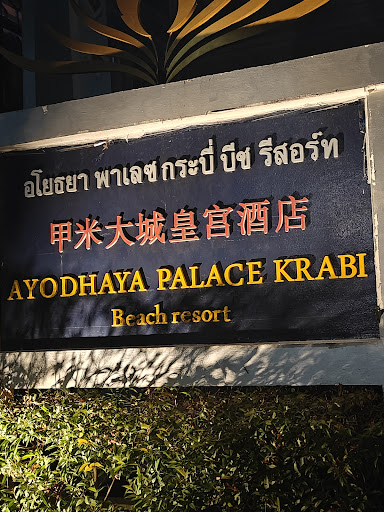 อโยธยา พาเลซ กระบี่ บีช รีสอร์ท
甲米大城皇宫酒店
AYODHAYA PALACE KRABI
Beach resort